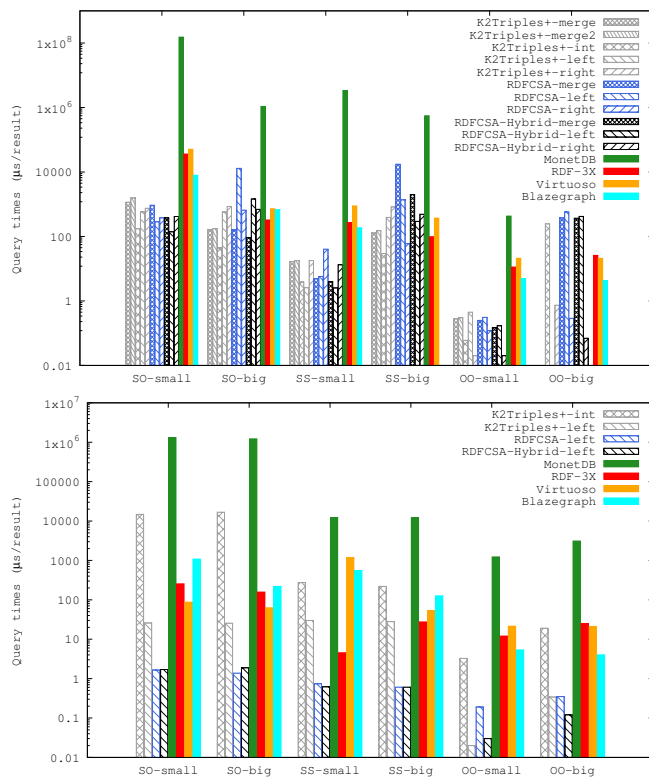 1x10^8
1x10^6
10000
100
1
0.01
Query times (µs/result)
K2Triples+-merge
K2Triples+-merge2
K2Triples+-int
K2Triples+-left
K2Triples+-right
RDFCSA-merge
RDFCSA-left
RDFCSA-right
RDFCSA-Hybrid-merge
RDFCSA-Hybrid-left
RDFCSA-Hybrid-right
MonetDB
RDF-3X
Virtuoso
Blazegraph
SO-small SO-big SS-small SS-big OO-small OO-big
1x10^7
1x10^6
100000
10000
1000
100
10
1
0.1
0.01
Query times (µs/result)
K2Triples+-int
K2Triples+-left
RDFCSA-left
RDFCSA-Hybrid-left
MonetDB
RDF-3X
Virtuoso
Blazegraph
SO-small SO-big SS-small SS-big OO-small OO-big